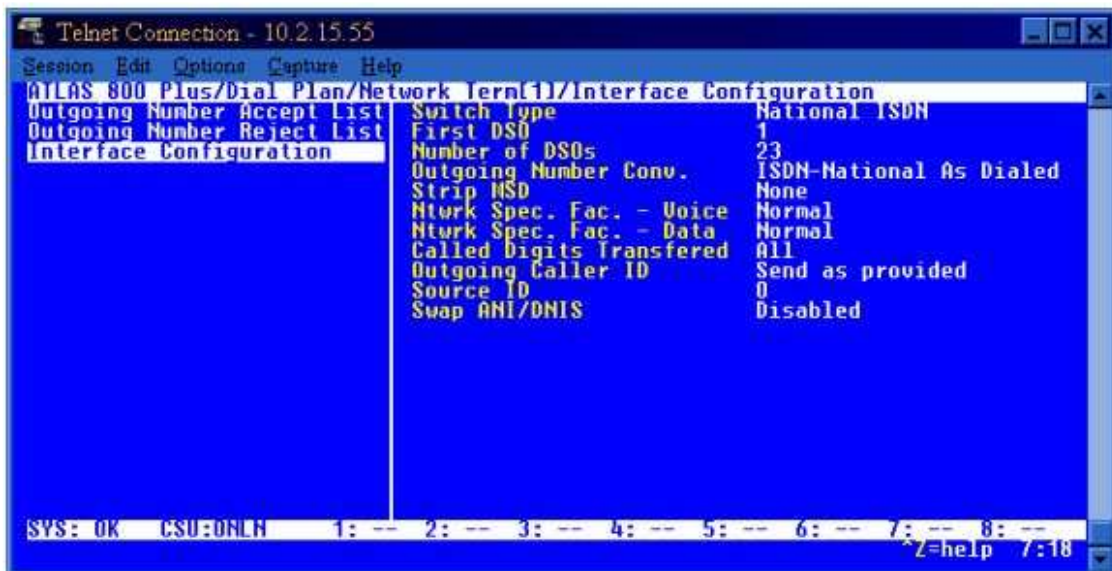 Telnet Connection - 10.2.15.55
Session Edit Options Capture Help
ATLAS 800 Plus/Dial Plan/Network Term[1]/Interface Configuration
Outgoing Number Accept List
Outgoing Number Reject List
Interface Configuration
Switch Type National ISDN
First DS0 1
Number of DS0s 23
Outgoing Number Conv. ISDN-National As Dialed
Strip MSD None
Ntwrk Spec. Fac. - Voice Normal
Ntwrk Spec. Fac. - Data Normal
Called Digits Transfered All
Outgoing Caller ID Send as provided
Source ID 0
Swap ANI/DNIS Disabled
SYS: OK CSU:ONLN 1: -- 2: -- 3: -- 4: -- 5: -- 6: -- 7: -- 8: --
^Z=help 7:18